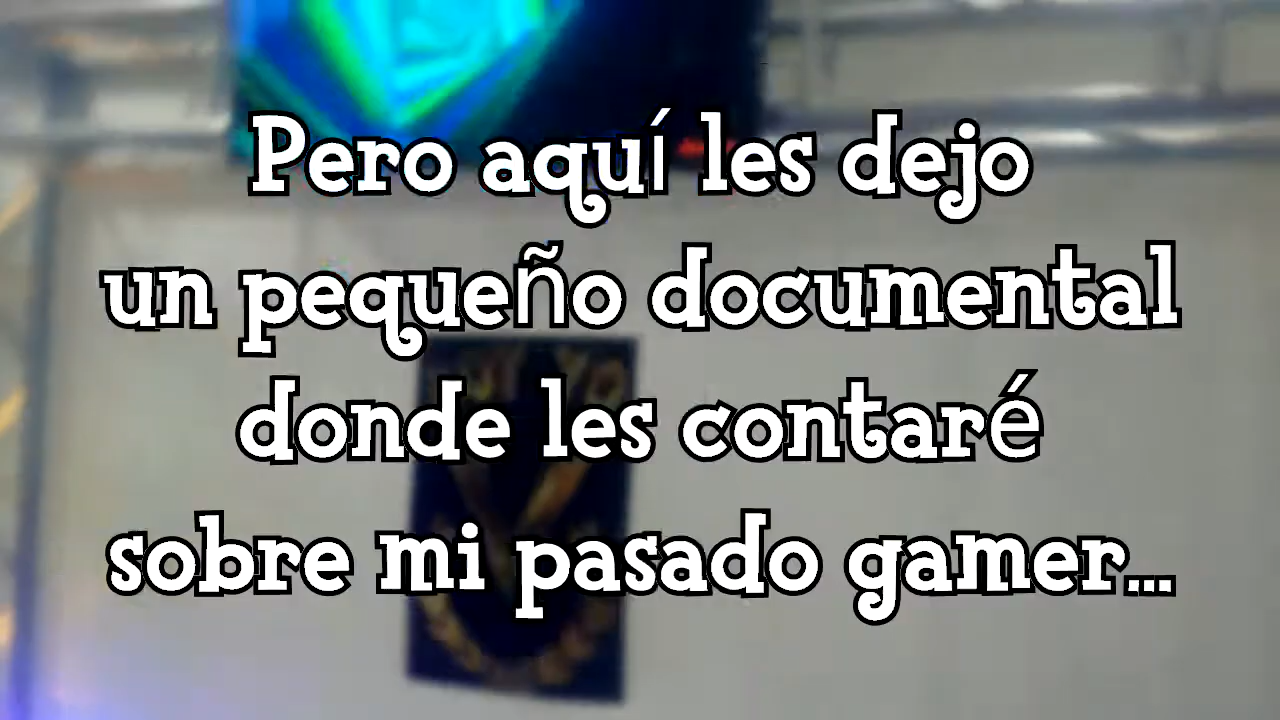 Pero aquí les dejo
un pequeño documental
donde les contaré
sobre mi pasado gamer...